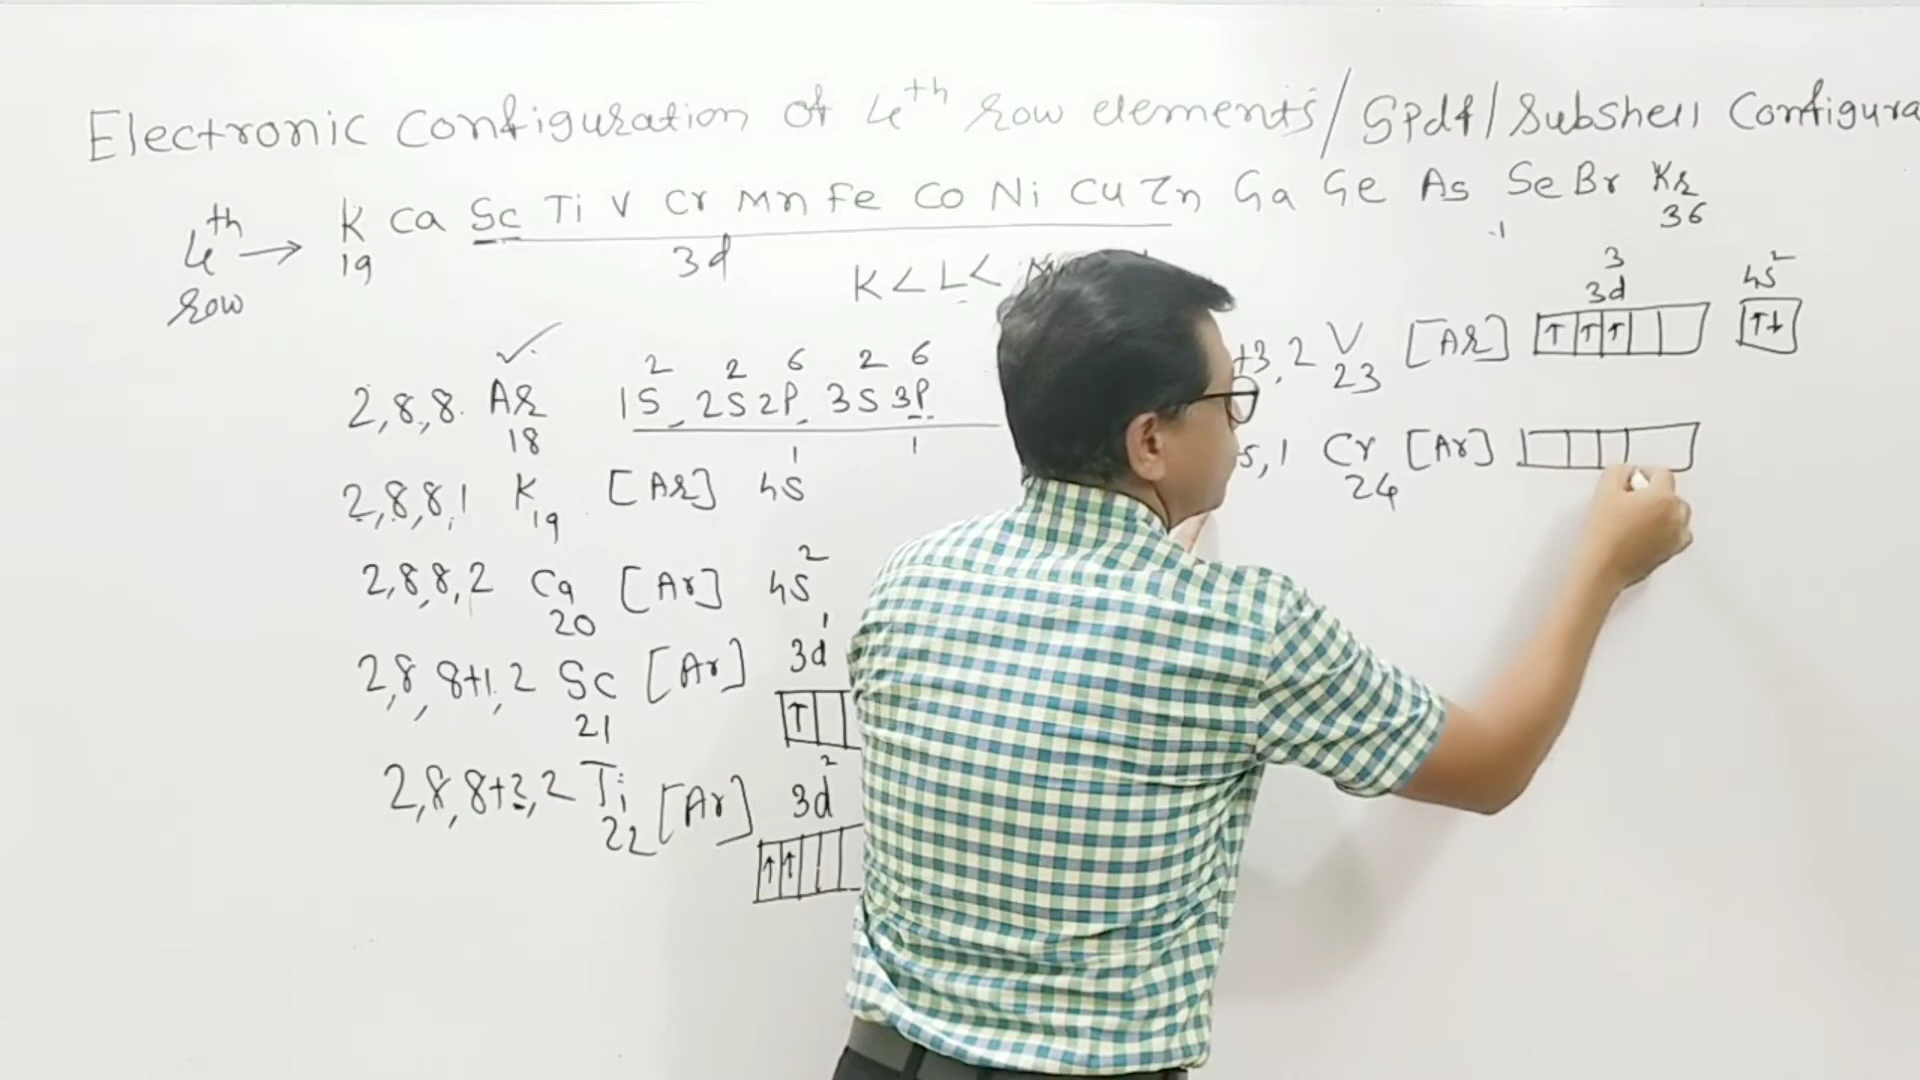 Electronic Configuration of 4th row elements/ Spdf/ Subshell Configura
4th row → K Ca Sc Ti V Cr Mn Fe Co Ni Cu Zn Ga Ge As Se Br Kr
19 3d 36
K < L <
2,8,8 Ar 18 1S² 2S² 2P⁶ 3S² 3P⁶
2,8,8,1 K 19 [Ar] 4S¹
2,8,8,2 Ca 20 [Ar] 4S²
2,8,8+1,2 Sc 21 [Ar] 3d¹
↑
2,8,8+2,2 Ti 22 [Ar] 3d²
↑ ↑
+3,2 V 23 [Ar] 3d³ 4S²
↑ ↑ ↑ ↑↓
5,1 Cr 24 [Ar]